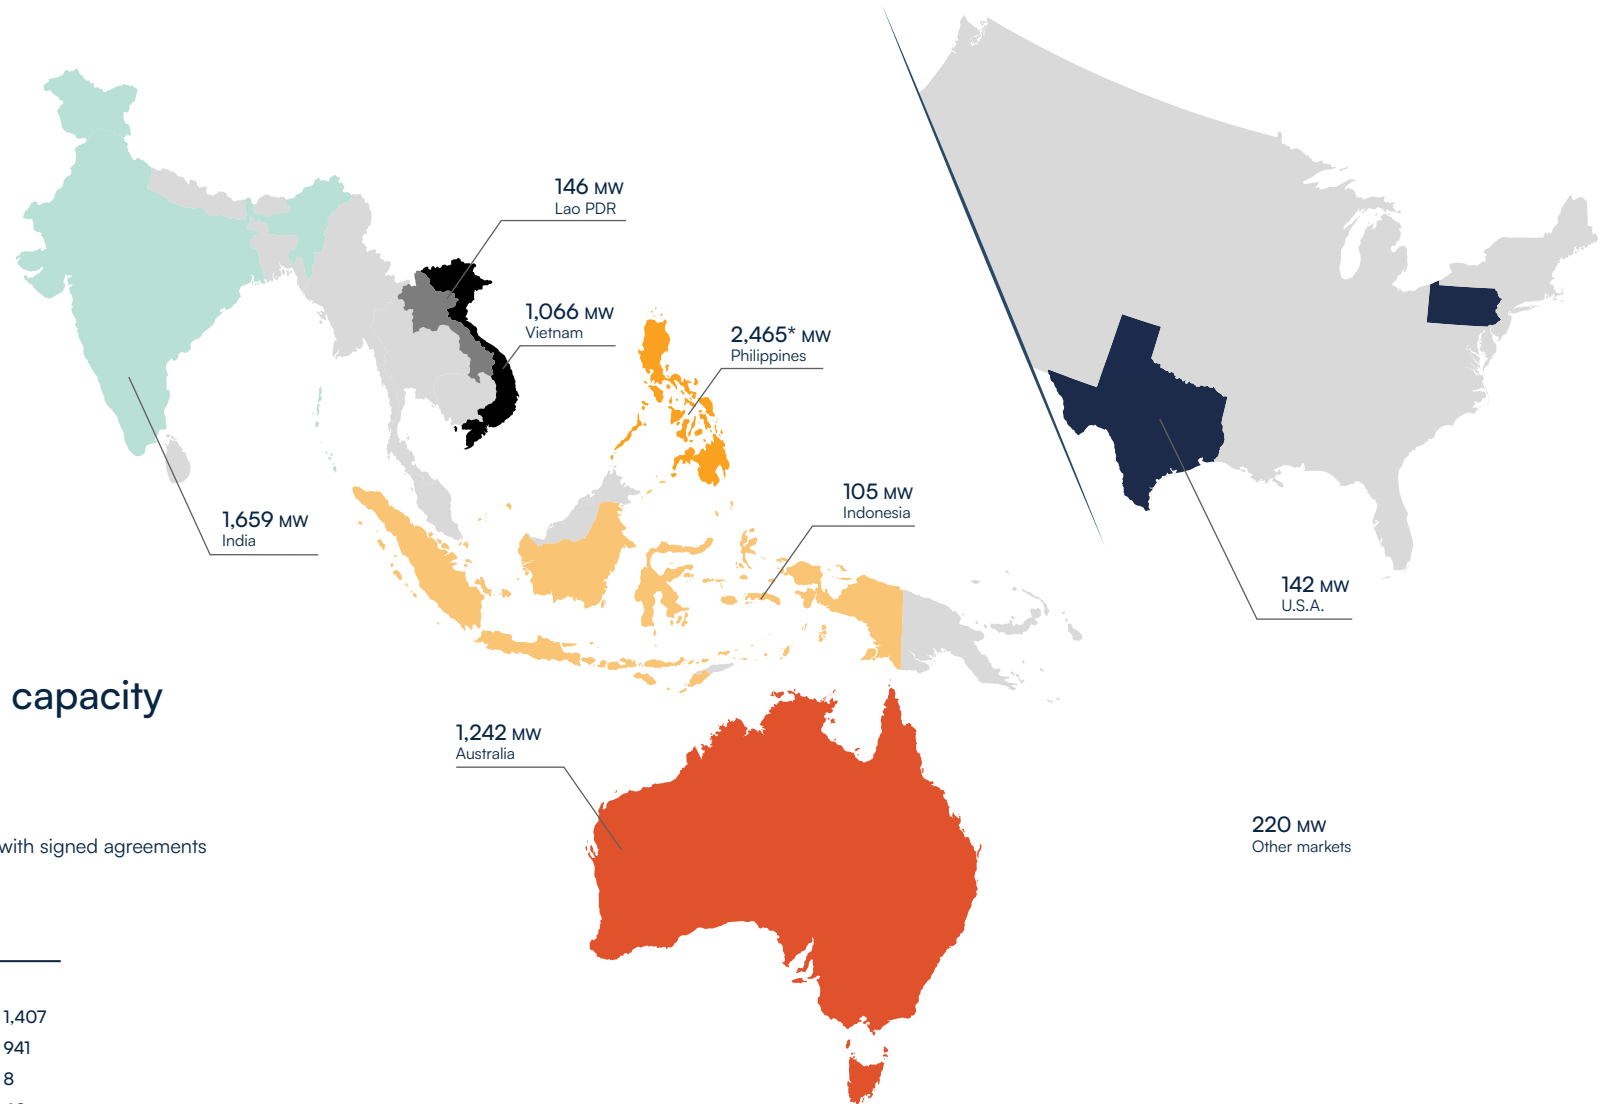 146 MW
Lao PDR
1,066 MW
Vietnam
2,465* MW
Philippines
105 MW
Indonesia
1,659 MW
India
142 MW
U.S.A.
capacity
1,242 MW
Australia
220 MW
Other markets
with signed agreements
1,407
941
8